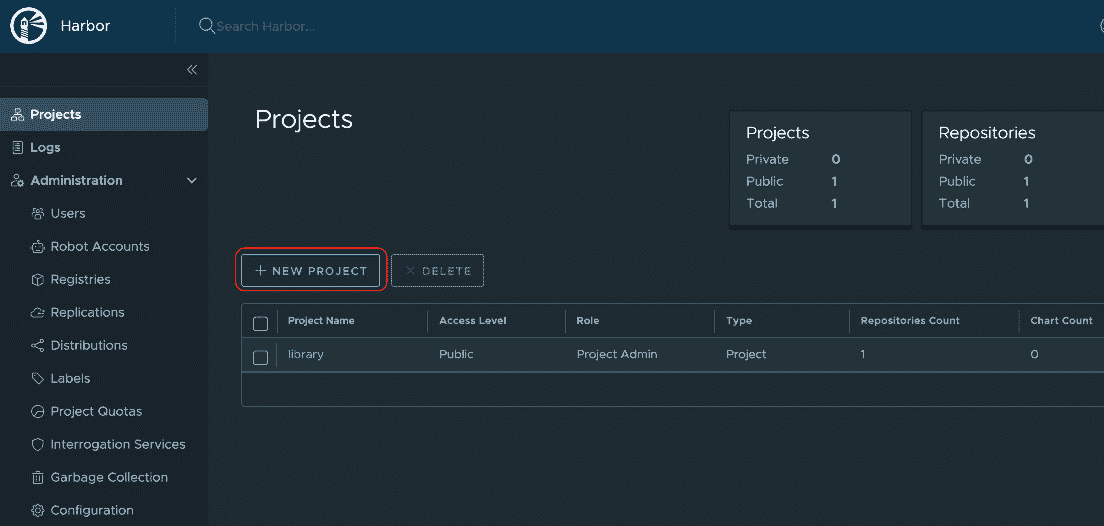 Harbor
Search Harbor...
Projects
Logs
Administration
Users
Robot Accounts
Registries
Replications
Distributions
Labels
Project Quotas
Interrogation Services
Garbage Collection
Configuration
Projects
Projects
Private 0
Public 1
Total 1
Repositories
Private 0
Public 1
Total 1
+ NEW PROJECT
× DELETE
Project Name Access Level Role Type Repositories Count Chart Count
library Public Project Admin Project 1 0